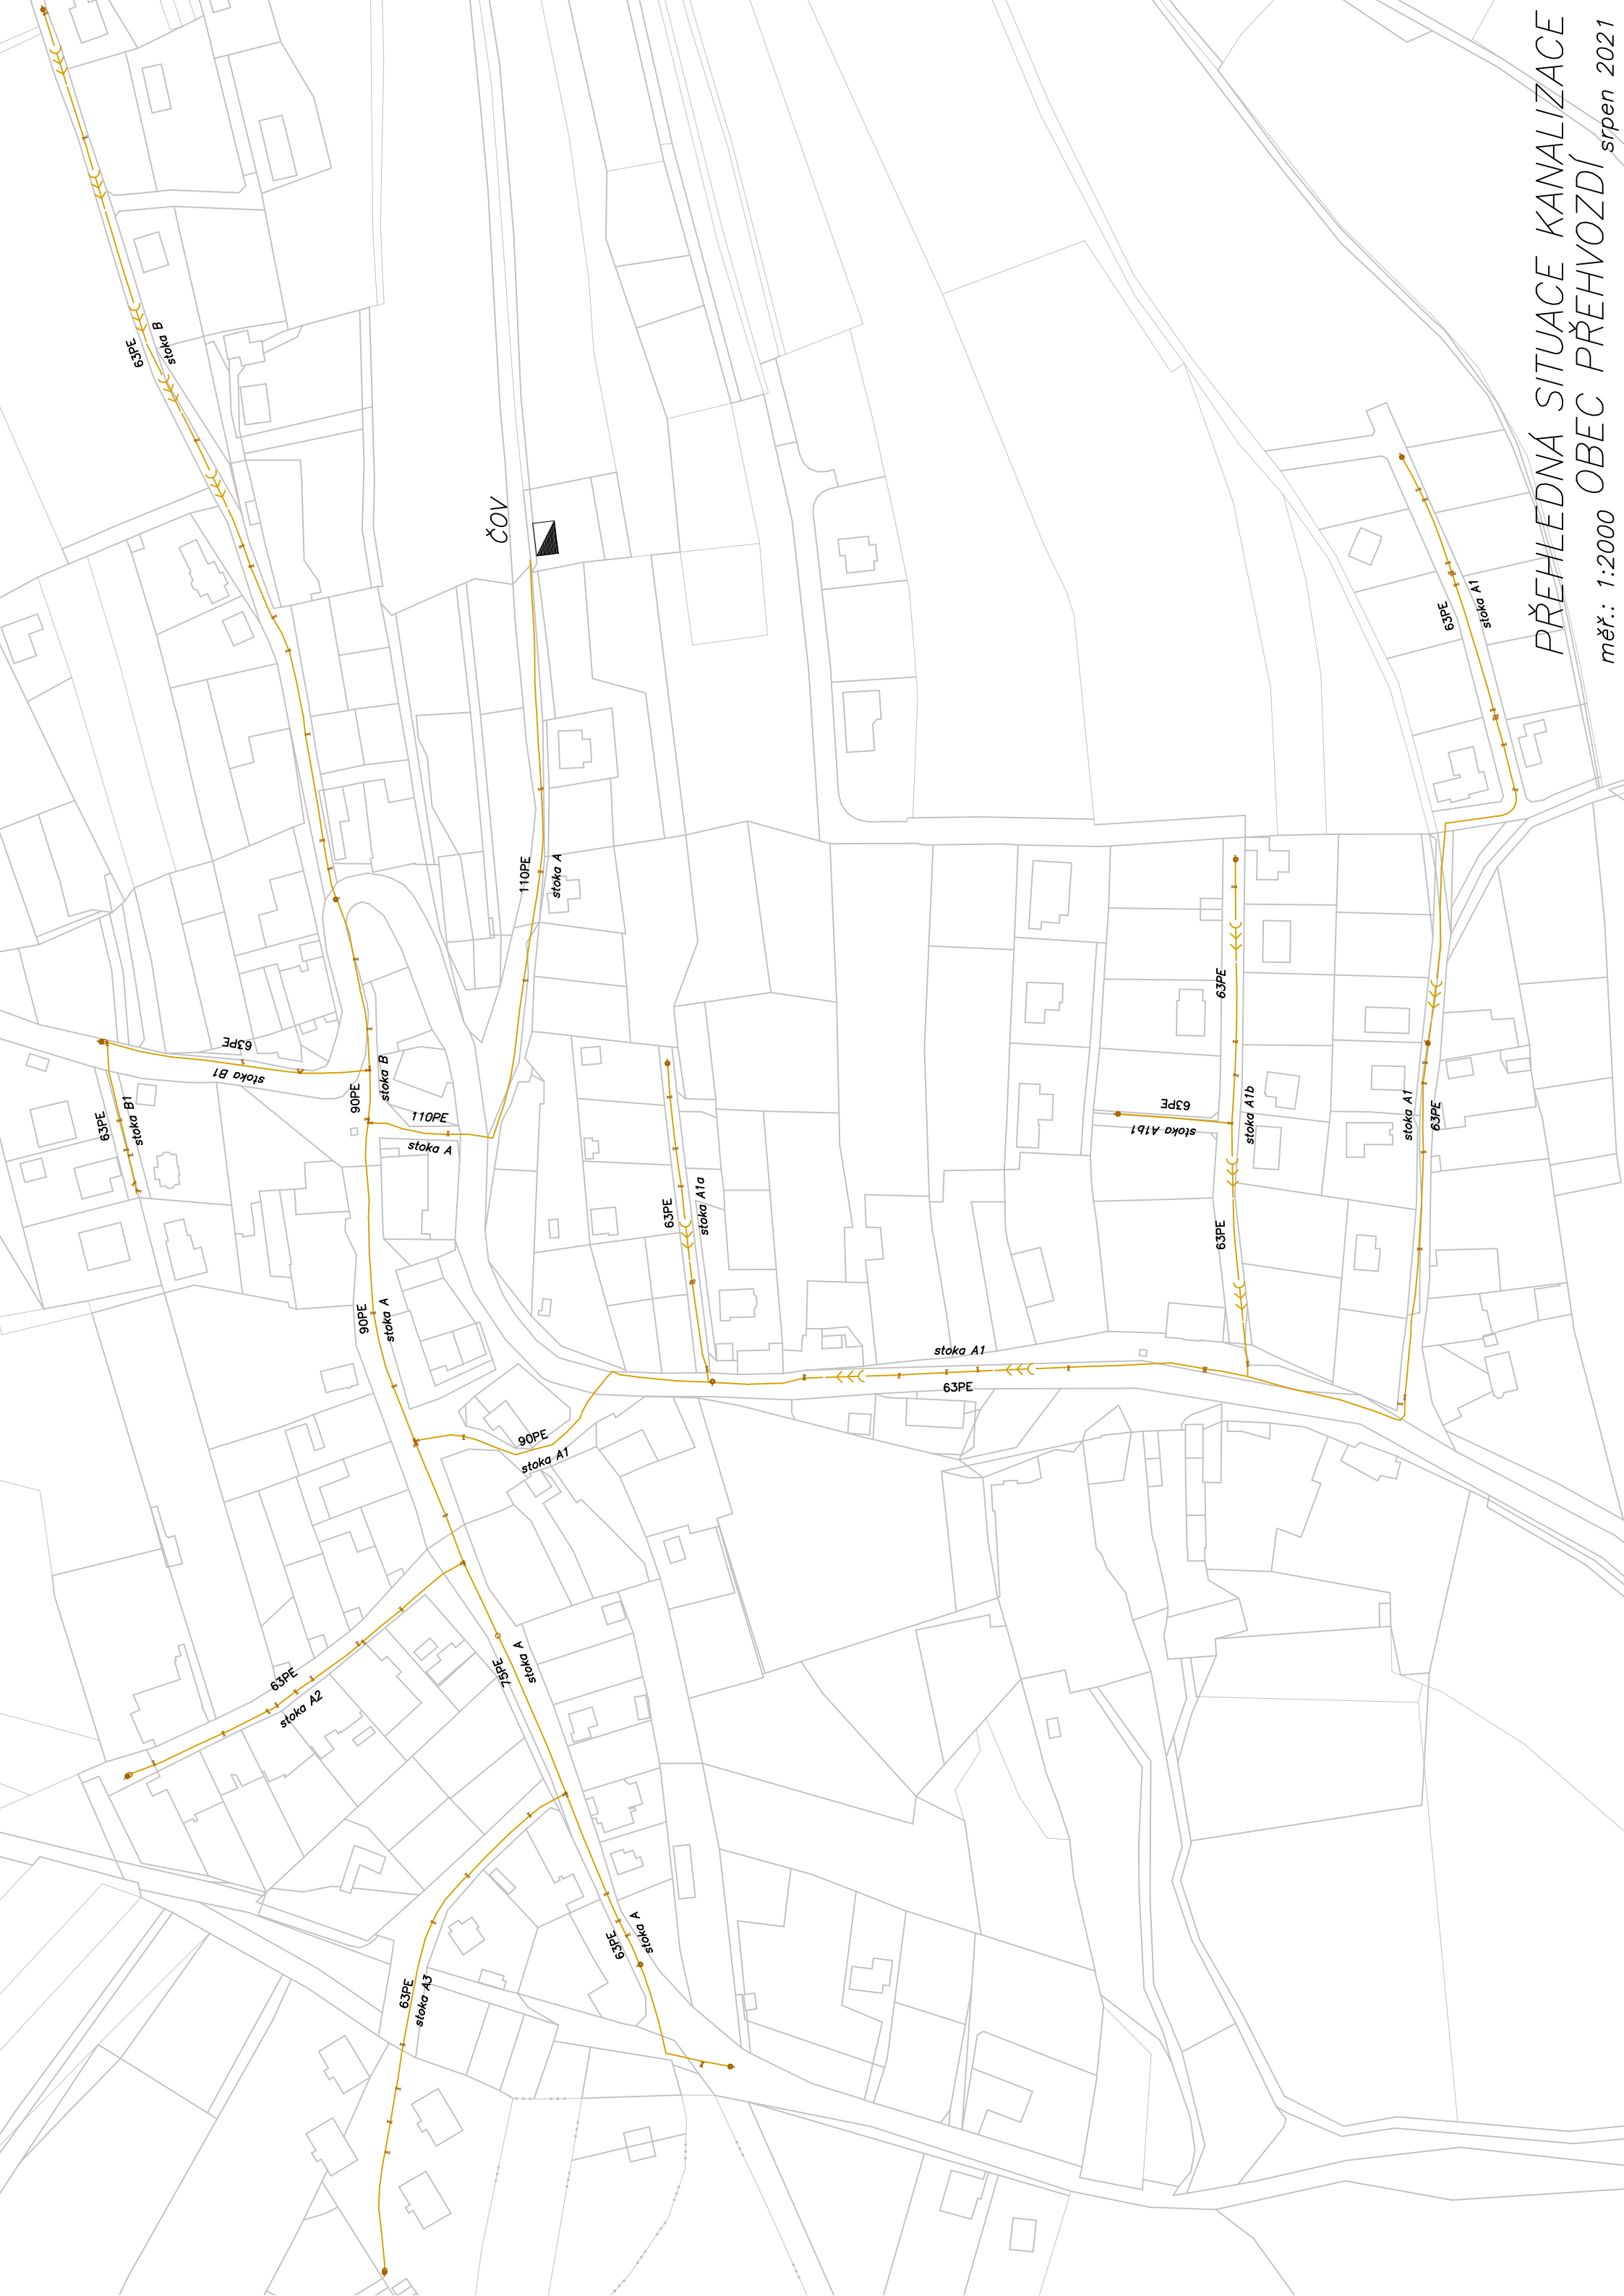 PŘEHLEDNÁ SITUACE KANALIZACE
OBEC PŘEHVOZDÍ
měř.: 1:2000
srpen 2021
63PE
stoka B
ČOV
63PE
stoka A1
110PE
stoka A
63PE
stoka B1
90PE
stoka B
110PE
stoka A
63PE
stoka B1
63PE
stoka A1a
63PE
63PE
stoka A1b1
stoka A1b
63PE
stoka A1
63PE
90PE
stoka A
stoka A1
63PE
90PE
stoka A1
63PE
stoka A2
75PE
stoka A
63PE
stoka A
63PE
stoka A3